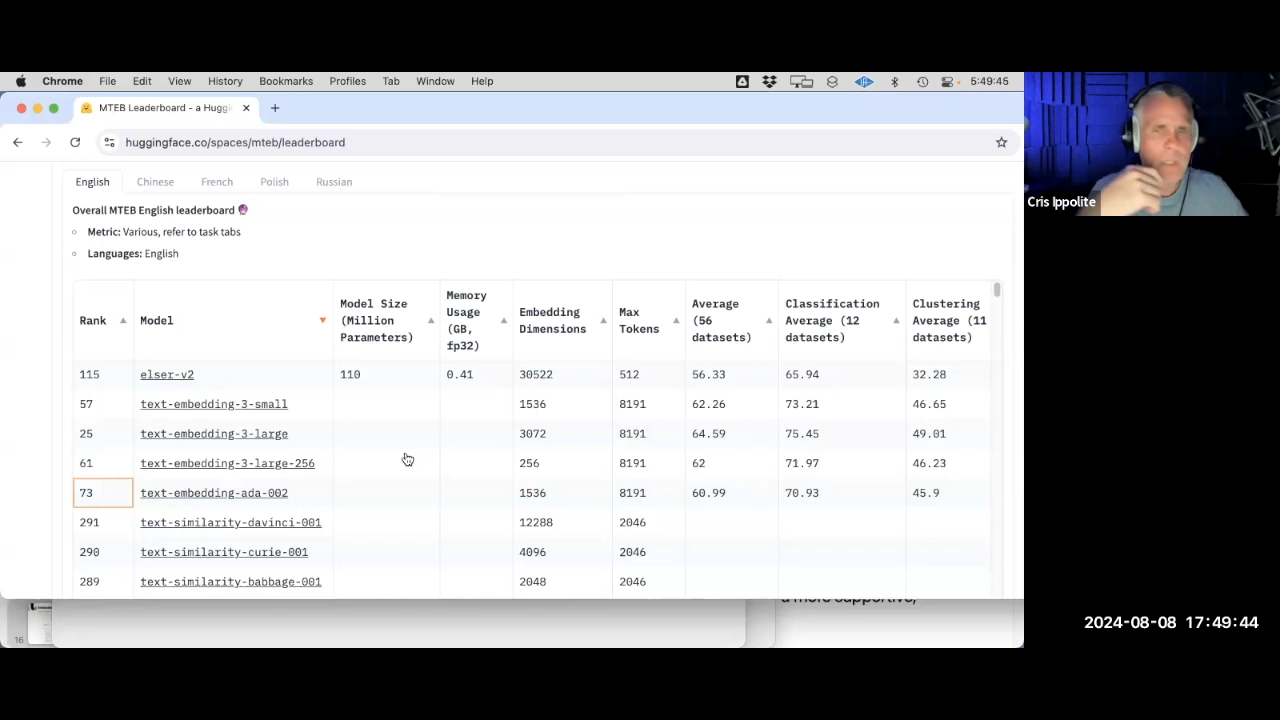 Chrome File Edit View History Bookmarks Profiles Tab Window Help 5:49:45
MTEB Leaderboard - a Huggi
huggingface.co/spaces/mteb/leaderboard
English Chinese French Polish Russian
Overall MTEB English leaderboard
Metric: Various, refer to task tabs
Languages: English
Rank Model Model Size (Million Parameters) Memory Usage (GB, fp32) Embedding Dimensions Max Tokens Average (56 datasets) Classification Average (12 datasets) Clustering Average (11 datasets)
115 elser-v2 110 0.41 30522 512 56.33 65.94 32.28
57 text-embedding-3-small 1536 8191 62.26 73.21 46.65
25 text-embedding-3-large 3072 8191 64.59 75.45 49.01
61 text-embedding-3-large-256 256 8191 62 71.97 46.23
73 text-embedding-ada-002 1536 8191 60.99 70.93 45.9
291 text-similarity-davinci-001 12288 2046
290 text-similarity-curie-001 4096 2046
289 text-similarity-babbage-001 2048 2046
a more supportive,
16
Cris Ippolite
2024-08-08 17:49:44